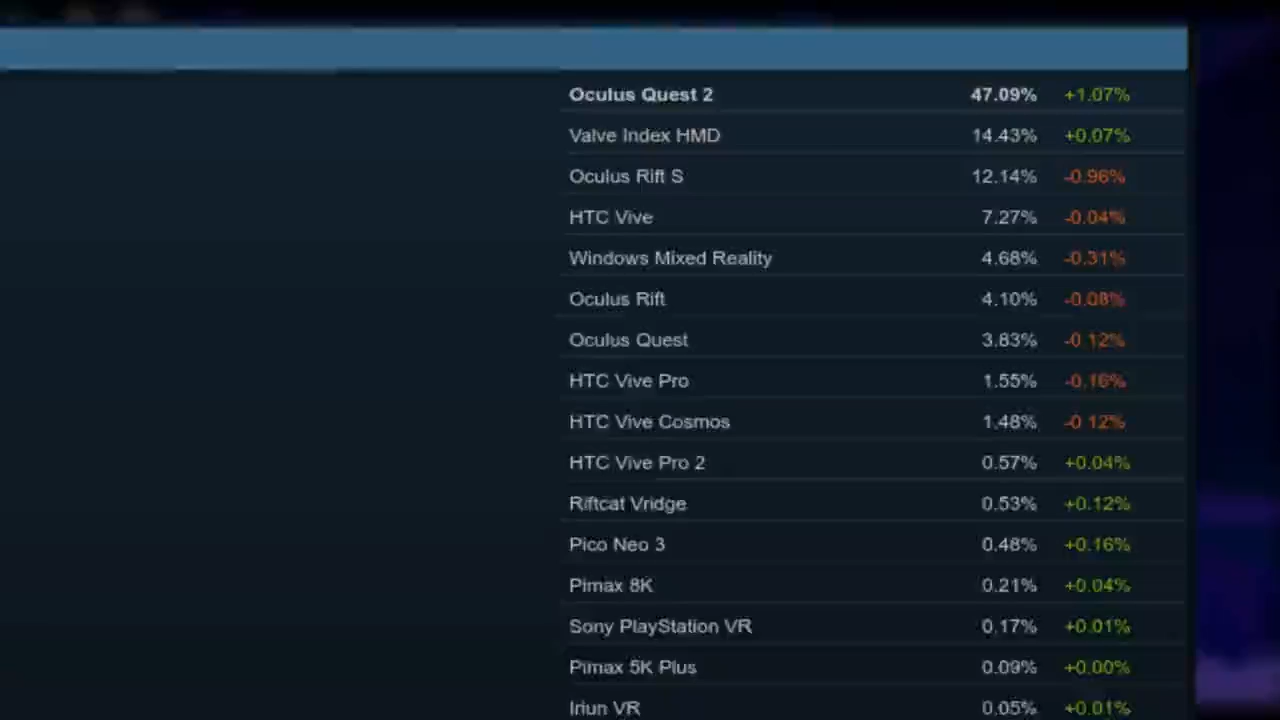 Oculus Quest 2 47.09% +1.07%
Valve Index HMD 14.43% +0.07%
Oculus Rift S 12.14% -0.96%
HTC Vive 7.27% -0.04%
Windows Mixed Reality 4.68% -0.31%
Oculus Rift 4.10% -0.08%
Oculus Quest 3.83% -0.12%
HTC Vive Pro 1.55% -0.16%
HTC Vive Cosmos 1.48% -0.12%
HTC Vive Pro 2 0.57% +0.04%
Riftcat Vridge 0.53% +0.12%
Pico Neo 3 0.48% +0.16%
Pimax 8K 0.21% +0.04%
Sony PlayStation VR 0.17% +0.01%
Pimax 5K Plus 0.09% +0.00%
Iriun VR 0.05% +0.01%